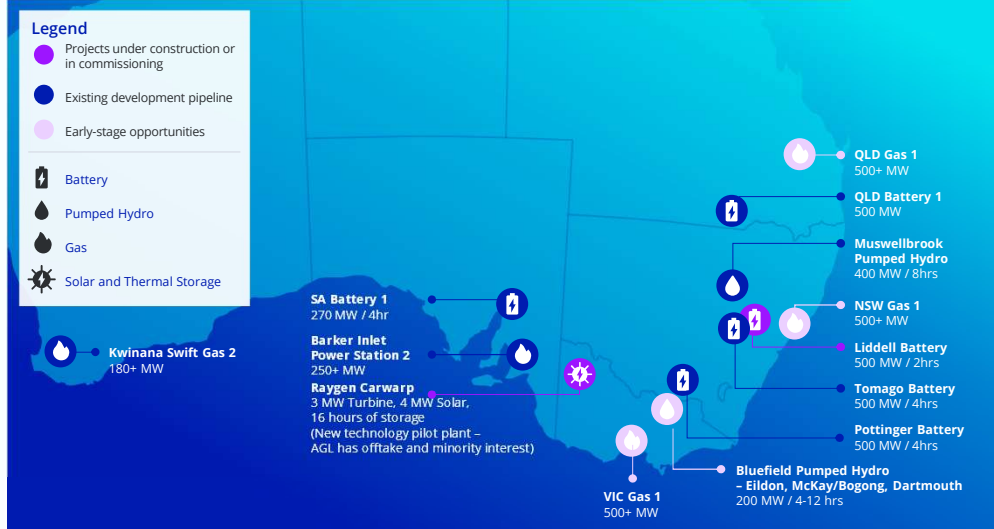 Legend
Projects under construction or
in commissioning
Existing development pipeline
Early-stage opportunities
Battery
Pumped Hydro
Gas
Solar and Thermal Storage
Kwinana Swift Gas 2
180+ MW
SA Battery 1
270 MW / 4hr
Barker Inlet
Power Station 2
250+ MW
Raygen Carwarp
3 MW Turbine, 4 MW Solar,
16 hours of storage
(New technology pilot plant –
AGL has offtake and minority interest)
QLD Gas 1
500+ MW
QLD Battery 1
500 MW
Muswellbrook
Pumped Hydro
400 MW / 8hrs
NSW Gas 1
500+ MW
Liddell Battery
500 MW / 2hrs
Tomago Battery
500 MW / 4hrs
Pottinger Battery
500 MW / 4hrs
Bluefield Pumped Hydro
– Eildon, McKay/Bogong, Dartmouth
200 MW / 4-12 hrs
VIC Gas 1
500+ MW